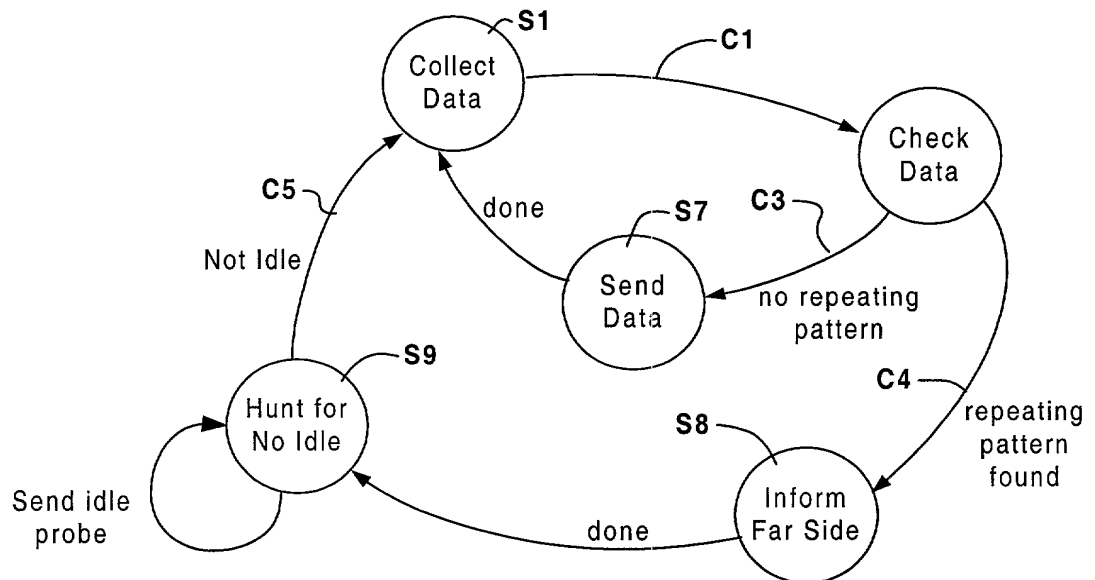 S1
Collect
Data
C1
Check
Data
C5
done
S7
C3
Not Idle
Send
Data
no repeating
pattern
S9
C4
Hunt for
No Idle
S8
repeating
pattern
found
Send idle
probe
done
Inform
Far Side